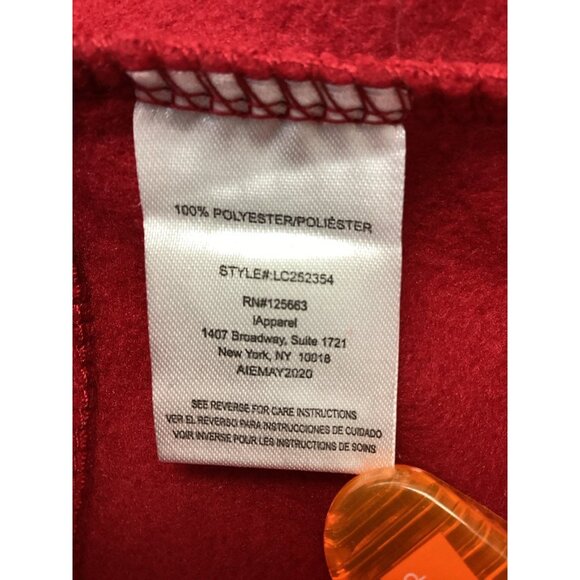 100% POLYESTER/POLIÉSTER
STYLE#:LC252354
RN#125663
iApparel
1407 Broadway, Suite 1721
New York, NY 10018
AIEMAY2020
SEE REVERSE FOR CARE INSTRUCTIONS
VER EL REVERSO PARA INSTRUCCIONES DE CUIDADO
VOIR INVERSE POUR LES INSTRUCTIONS DE SOINS